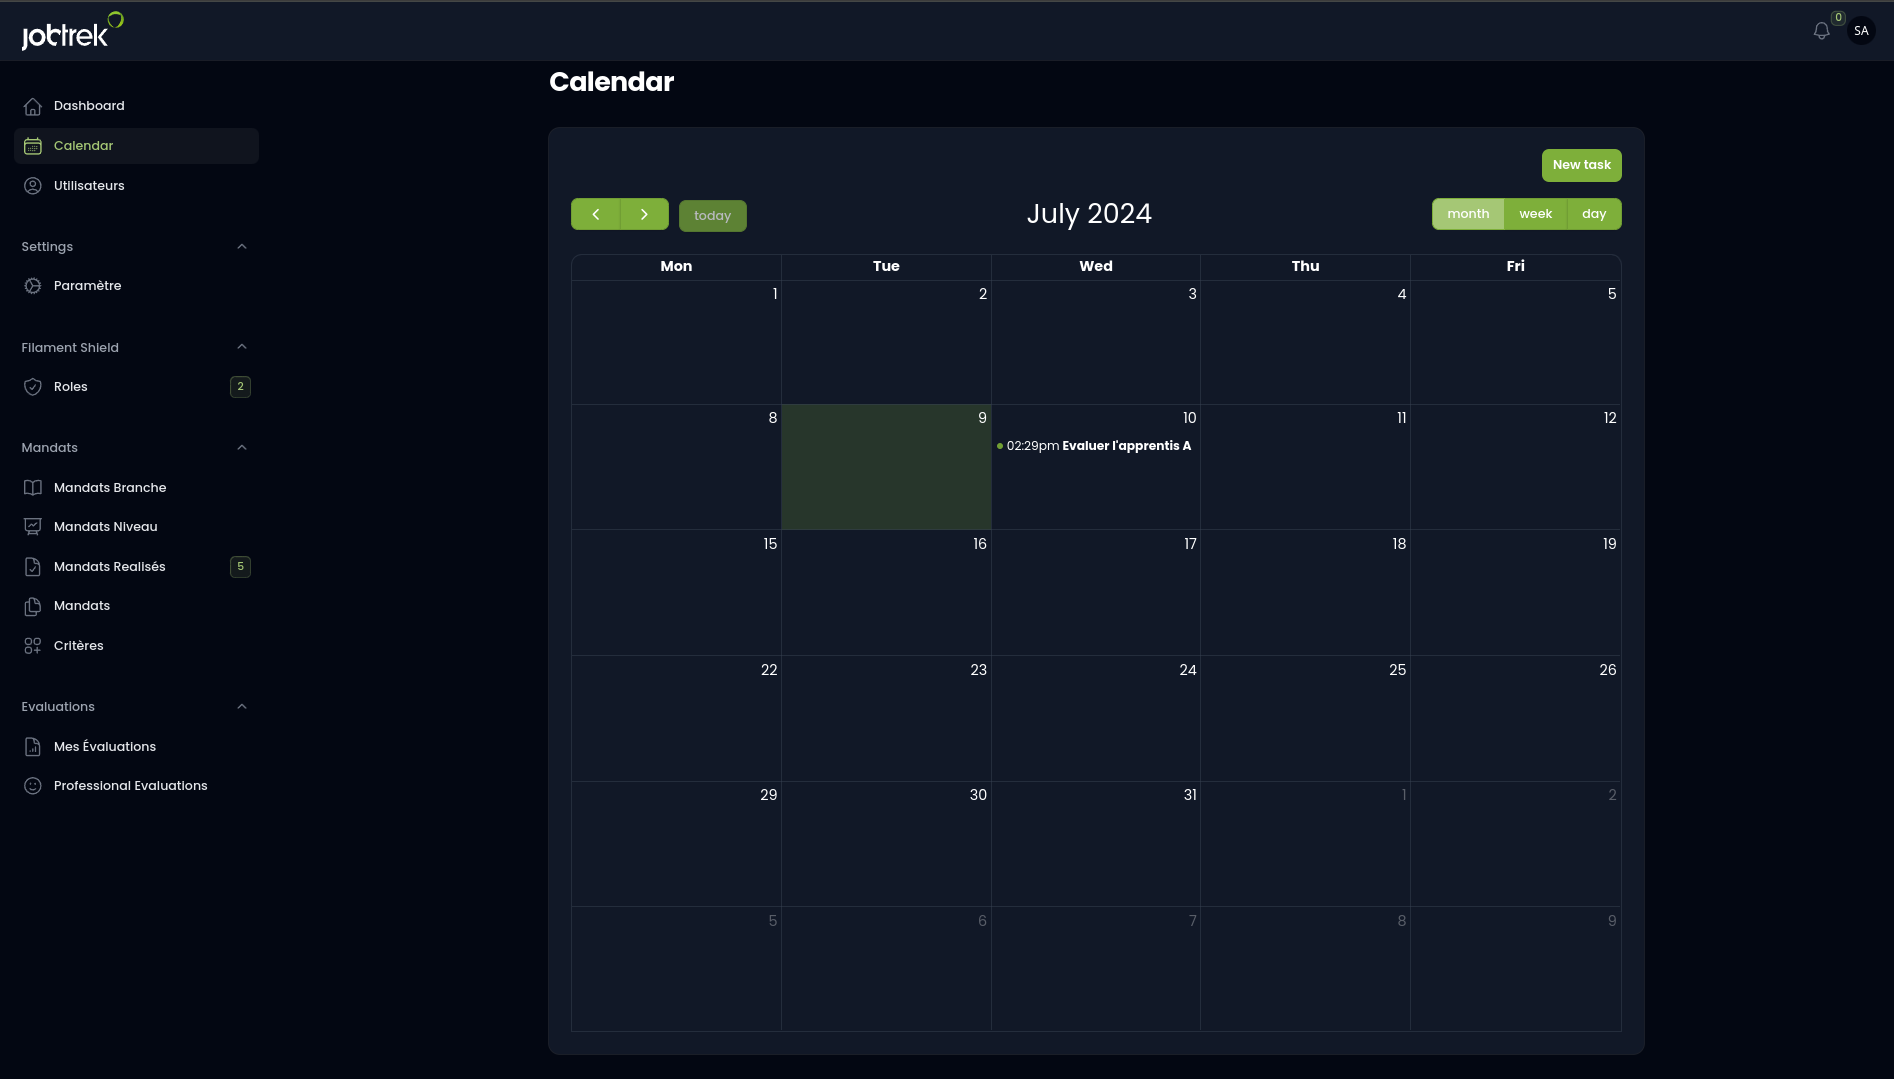 jobtrek
0
SA
Dashboard
Calendar
Utilisateurs
Settings
Paramètre
Filament Shield
Roles 2
Mandats
Mandats Branche
Mandats Niveau
Mandats Realisés 5
Mandats
Critères
Evaluations
Mes Évaluations
Professional Evaluations
Calendar
New task
today July 2024 month week day
Mon Tue Wed Thu Fri
1 2 3 4 5
8 9 10 11 12
02:29pm Evaluer l'apprentis A
15 16 17 18 19
22 23 24 25 26
29 30 31 1 2
5 6 7 8 9